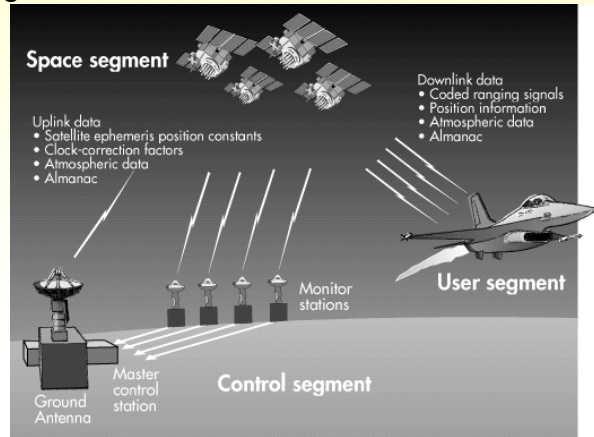 Space segment
Downlink data
• Coded ranging signals
• Position information
• Atmospheric data
• Almanac
Uplink data
• Satellite ephemeris position constants
• Clock-correction factors
• Atmospheric data
• Almanac
User segment
Monitor
stations
Master
control
station
Control segment
Ground
Antenna